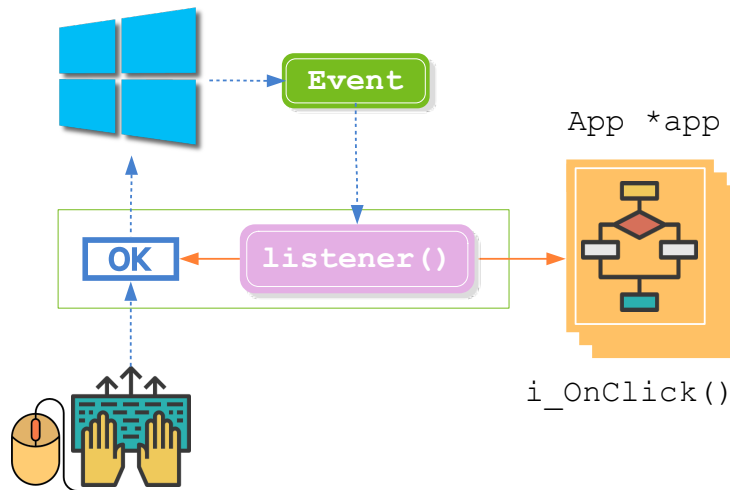 Event
App *app
OK
listener()
i_OnClick()